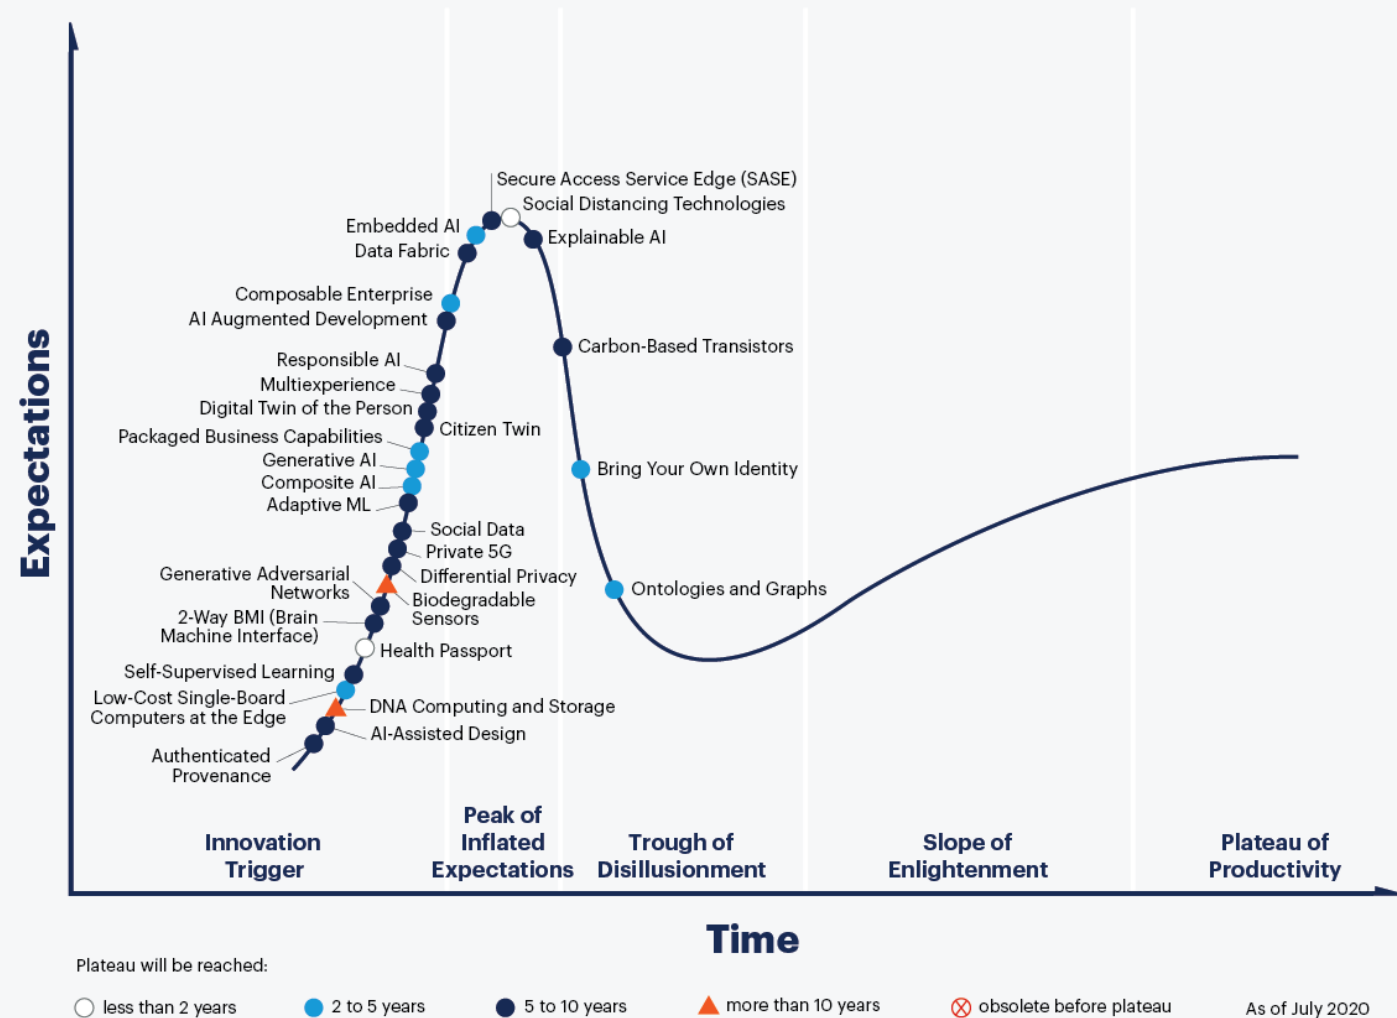 Expectations
Secure Access Service Edge (SASE)
Social Distancing Technologies
Embedded AI
Explainable AI
Data Fabric
Composable Enterprise
AI Augmented Development
Carbon-Based Transistors
Responsible AI
Multiexperience
Digital Twin of the Person
Citizen Twin
Packaged Business Capabilities
Generative AI
Bring Your Own Identity
Composite AI
Adaptive ML
Social Data
Private 5G
Differential Privacy
Generative Adversarial
Networks
Biodegradable
Sensors
Ontologies and Graphs
2-Way BMI (Brain
Machine Interface)
Health Passport
Self-Supervised Learning
Low-Cost Single-Board
Computers at the Edge
DNA Computing and Storage
AI-Assisted Design
Authenticated
Provenance
Innovation
Trigger
Peak of
Inflated
Expectations
Trough of
Disillusionment
Slope of
Enlightenment
Plateau of
Productivity
Time
Plateau will be reached:
less than 2 years
2 to 5 years
5 to 10 years
more than 10 years
obsolete before plateau
As of July 2020